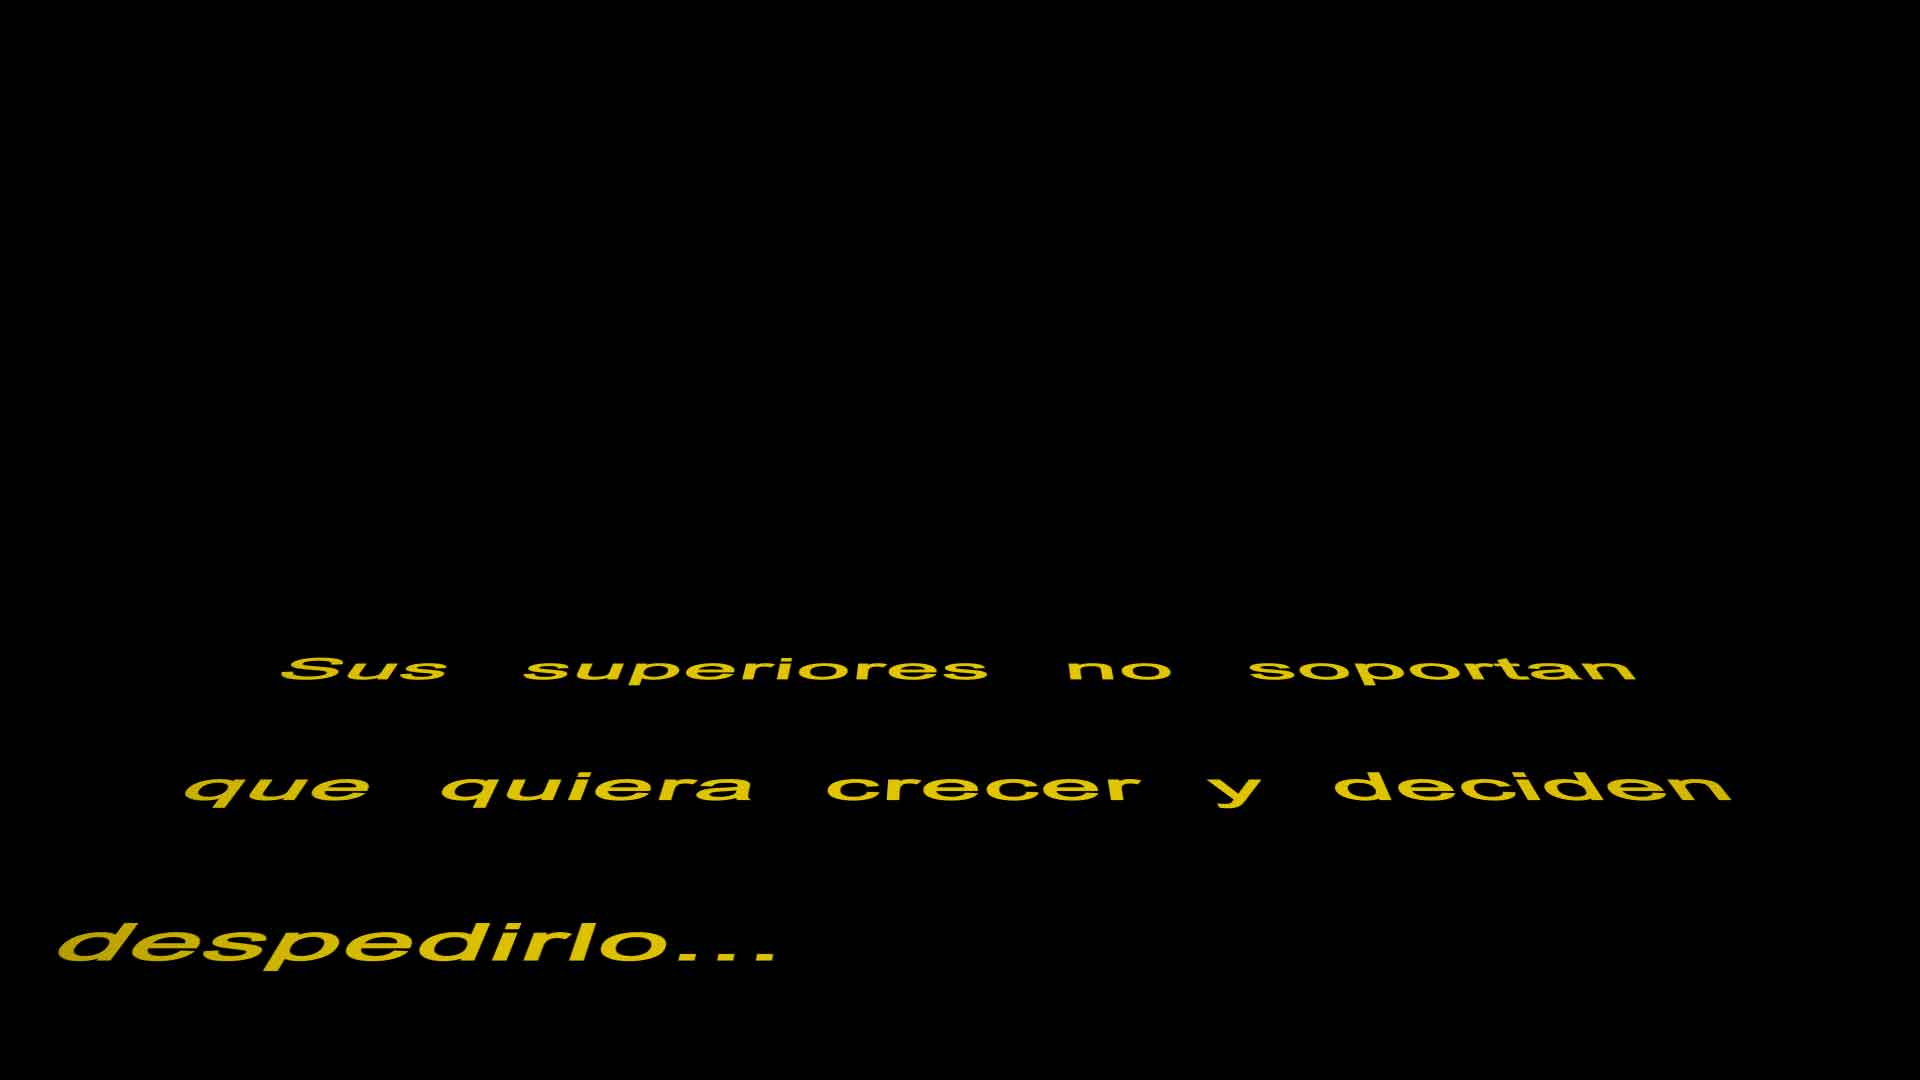 Sus superiores no soportan
que quiera crecer y deciden
despedirlo...